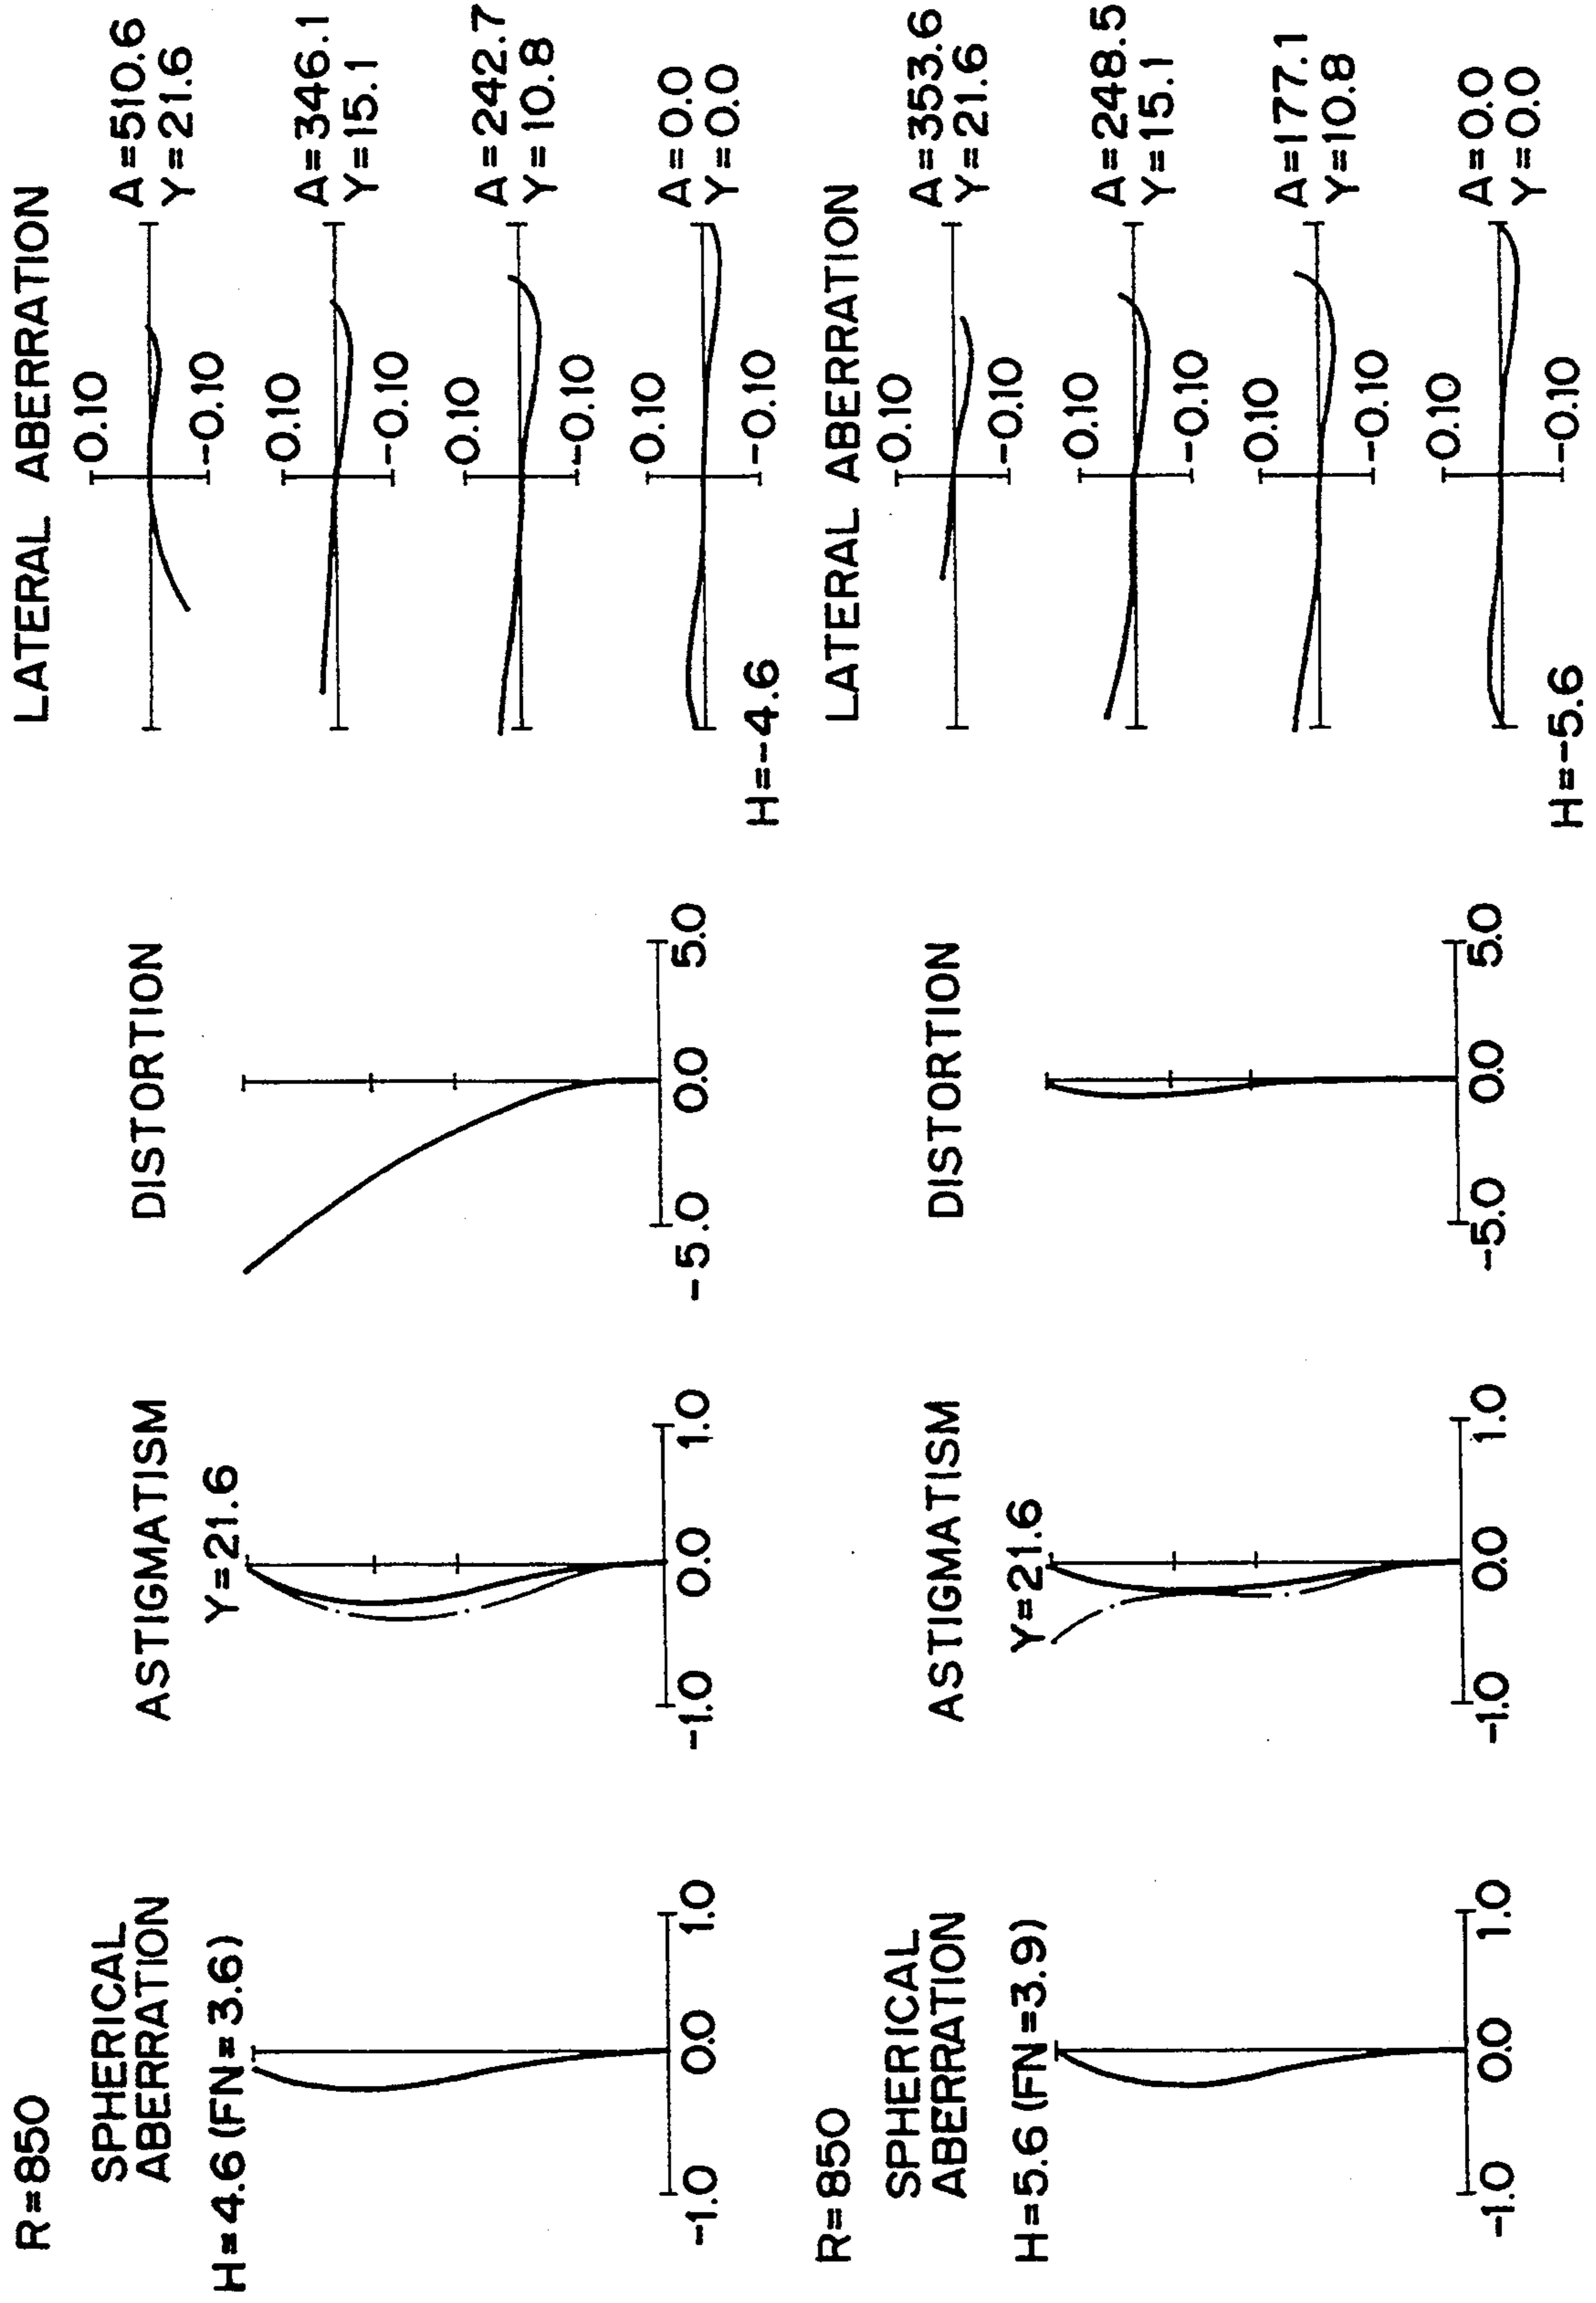 R=850
SPHERICAL
ABERRATION
H=4.6 (FN=3.6)
-1.0
0.0
1.0
ASTIGMATISM
Y=21.6
-1.0
0.0
1.0
DISTORTION
-5.0
0.0
5.0
LATERAL ABERRATION
0.10
-0.10
A=510.6
Y=21.6
0.10
-0.10
A=346.1
Y=15.1
0.10
-0.10
A=242.7
Y=10.8
0.10
-0.10
A=0.0
Y=0.0
H=-4.6
R=850
SPHERICAL
ABERRATION
H=5.6 (FN=3.9)
-1.0
0.0
1.0
ASTIGMATISM
Y=21.6
-1.0
0.0
1.0
DISTORTION
-5.0
0.0
5.0
LATERAL ABERRATION
0.10
-0.10
A=353.6
Y=21.6
0.10
-0.10
A=248.5
Y=15.1
0.10
-0.10
A=177.1
Y=10.8
0.10
-0.10
A=0.0
Y=0.0
H=-5.6